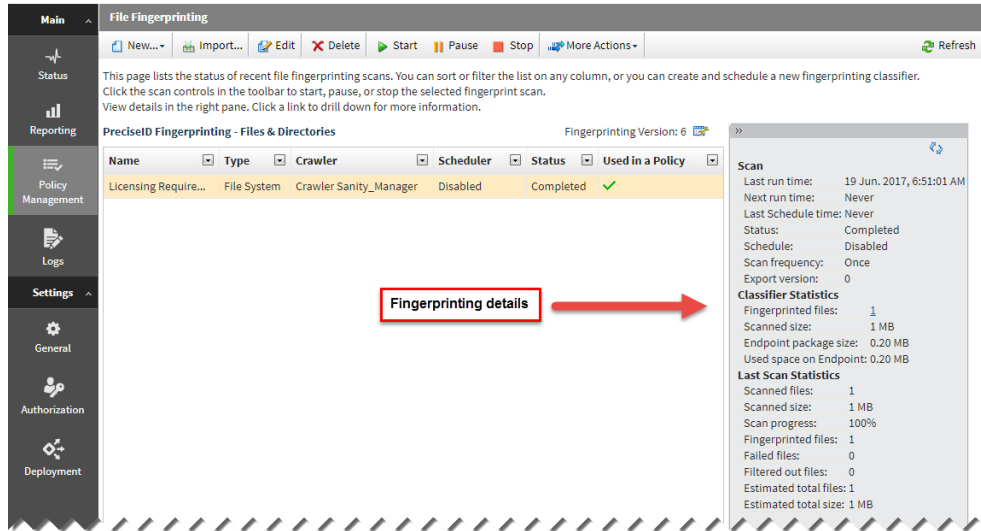 Main
Status
Reporting
Policy
Management
Logs
Settings
General
Authorization
Deployment
File Fingerprinting
New... Import... Edit Delete Start Pause Stop More Actions Refresh
This page lists the status of recent file fingerprinting scans. You can sort or filter the list on any column, or you can create and schedule a new fingerprinting classifier.
Click the scan controls in the toolbar to start, pause, or stop the selected fingerprint scan.
View details in the right pane. Click a link to drill down for more information.
PreciseID Fingerprinting - Files & Directories Fingerprinting Version: 6
Name Type Crawler Scheduler Status Used in a Policy
Licensing Require... File System Crawler Sanity_Manager Disabled Completed
Fingerprinting details
»
Scan
Last run time: 19 Jun. 2017, 6:51:01 AM
Next run time: Never
Last Schedule time: Never
Status: Completed
Schedule: Disabled
Scan frequency: Once
Export version: 0
Classifier Statistics
Fingerprinted files: 1
Scanned size: 1 MB
Endpoint package size: 0.20 MB
Used space on Endpoint: 0.20 MB
Last Scan Statistics
Scanned files: 1
Scanned size: 1 MB
Scan progress: 100%
Fingerprinted files: 1
Failed files: 0
Filtered out files: 0
Estimated total files: 1
Estimated total size: 1 MB